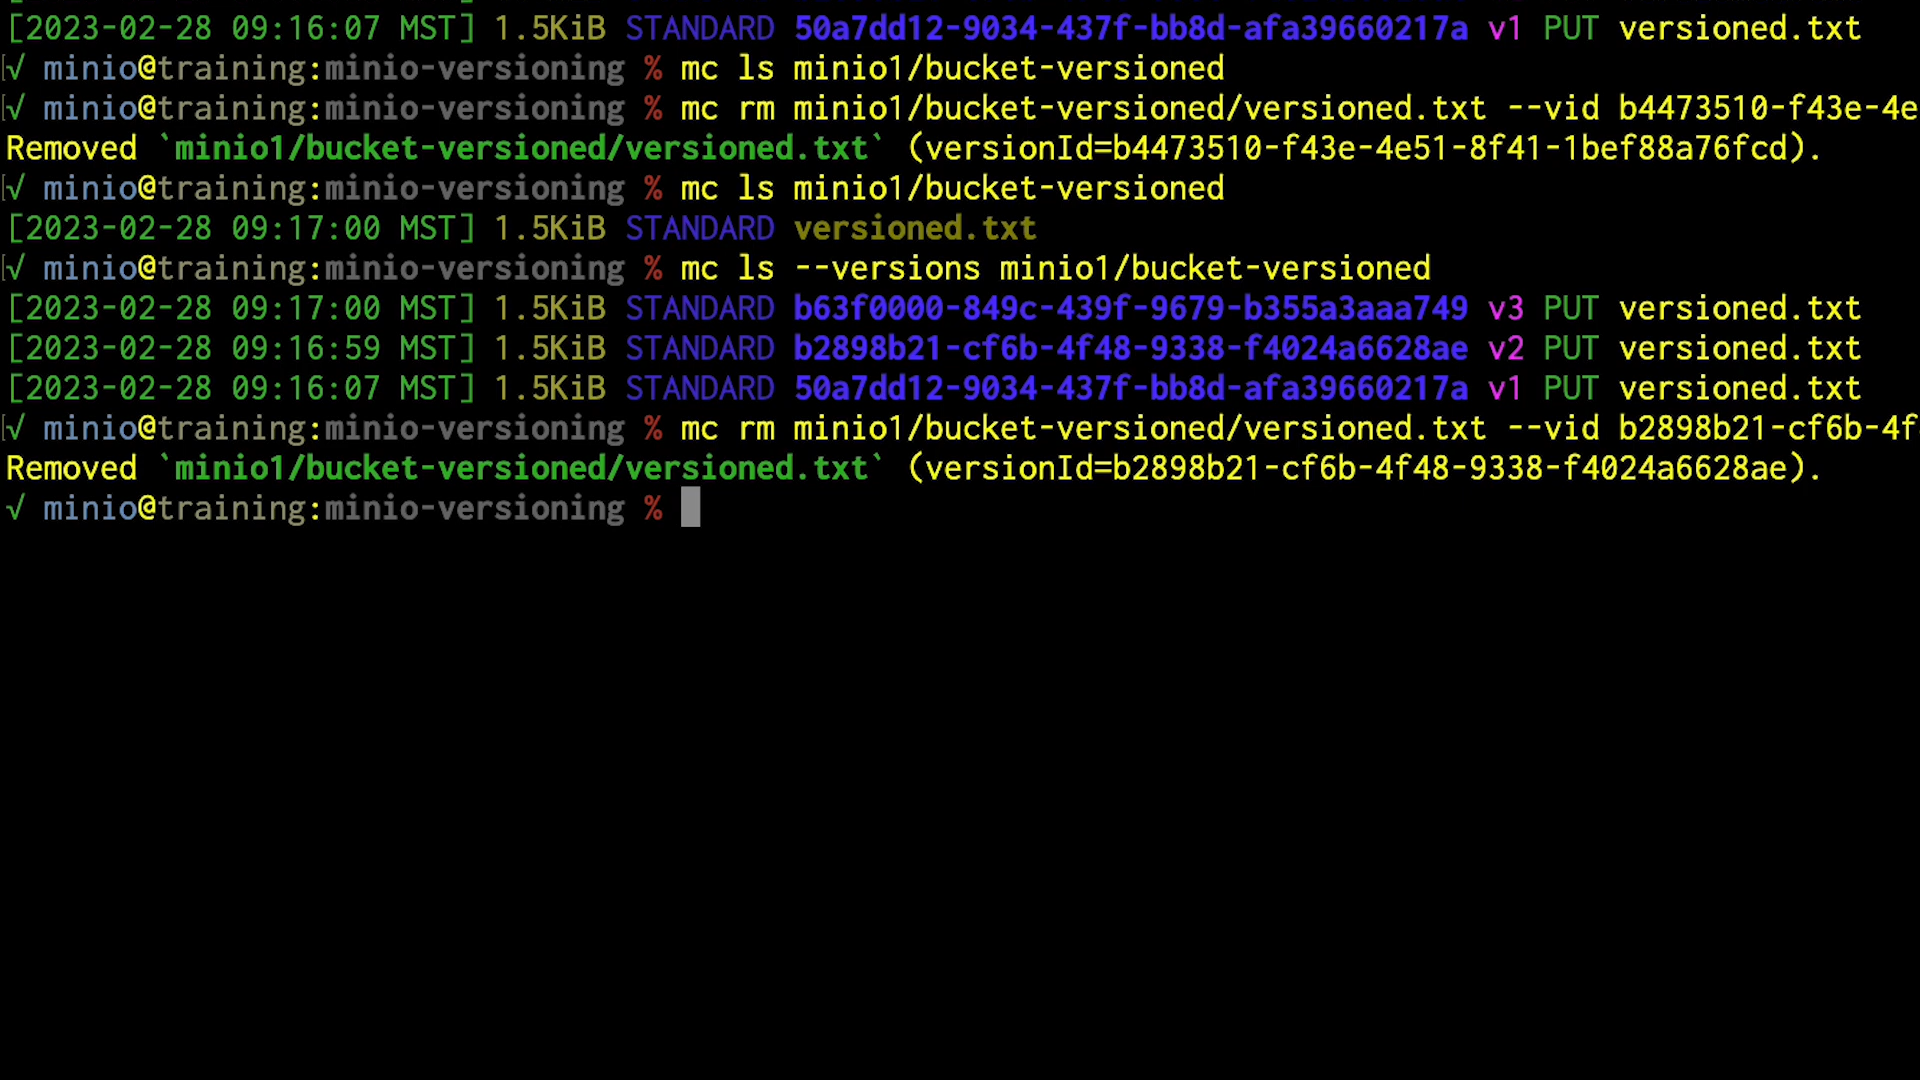 [2023-02-28 09:16:07 MST] 1.5KiB STANDARD 50a7dd12-9034-437f-bb8d-afa39660217a v1 PUT versioned.txt
√ minio@training:minio-versioning % mc ls minio1/bucket-versioned
√ minio@training:minio-versioning % mc rm minio1/bucket-versioned/versioned.txt --vid b4473510-f43e-4e
Removed `minio1/bucket-versioned/versioned.txt` (versionId=b4473510-f43e-4e51-8f41-1bef88a76fcd).
√ minio@training:minio-versioning % mc ls minio1/bucket-versioned
[2023-02-28 09:17:00 MST] 1.5KiB STANDARD versioned.txt
√ minio@training:minio-versioning % mc ls --versions minio1/bucket-versioned
[2023-02-28 09:17:00 MST] 1.5KiB STANDARD b63f0000-849c-439f-9679-b355a3aaa749 v3 PUT versioned.txt
[2023-02-28 09:16:59 MST] 1.5KiB STANDARD b2898b21-cf6b-4f48-9338-f4024a6628ae v2 PUT versioned.txt
[2023-02-28 09:16:07 MST] 1.5KiB STANDARD 50a7dd12-9034-437f-bb8d-afa39660217a v1 PUT versioned.txt
√ minio@training:minio-versioning % mc rm minio1/bucket-versioned/versioned.txt --vid b2898b21-cf6b-4f
Removed `minio1/bucket-versioned/versioned.txt` (versionId=b2898b21-cf6b-4f48-9338-f4024a6628ae).
√ minio@training:minio-versioning %